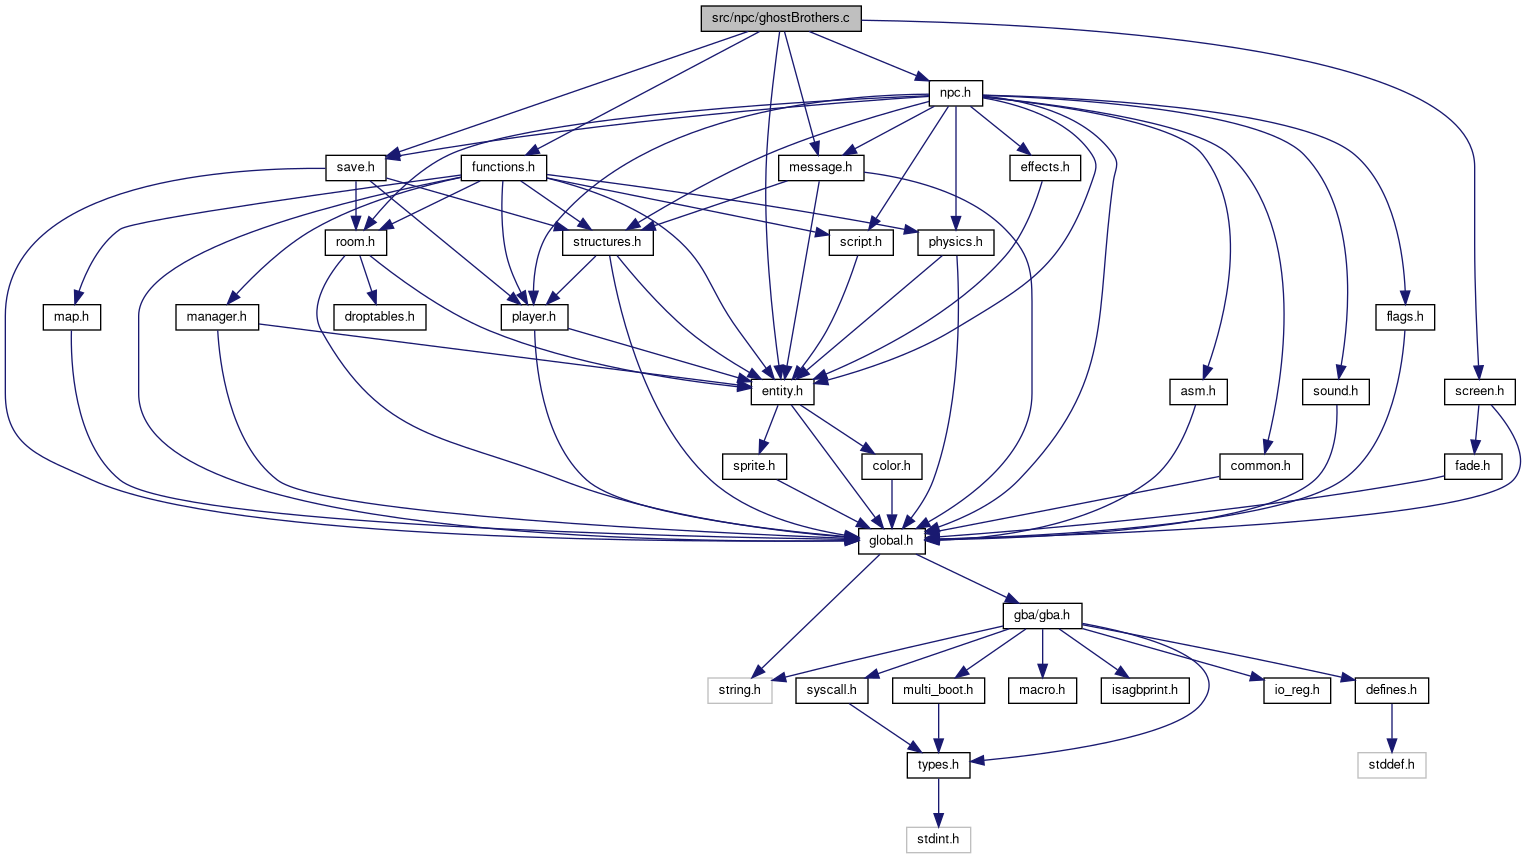 src/npc/ghostBrothers.c
npc.h
save.h
functions.h
message.h
effects.h
room.h
structures.h
script.h
physics.h
map.h
manager.h
droptables.h
player.h
flags.h
entity.h
asm.h
sound.h
screen.h
sprite.h
color.h
common.h
fade.h
global.h
gba/gba.h
string.h
syscall.h
multi_boot.h
macro.h
isagbprint.h
io_reg.h
defines.h
types.h
stddef.h
stdint.h